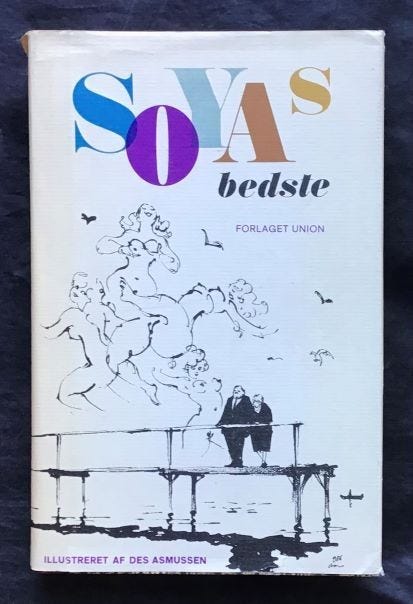 SOYAS
bedste
FORLAGET UNION
ILLUSTRERET AF DES ASMUSSEN